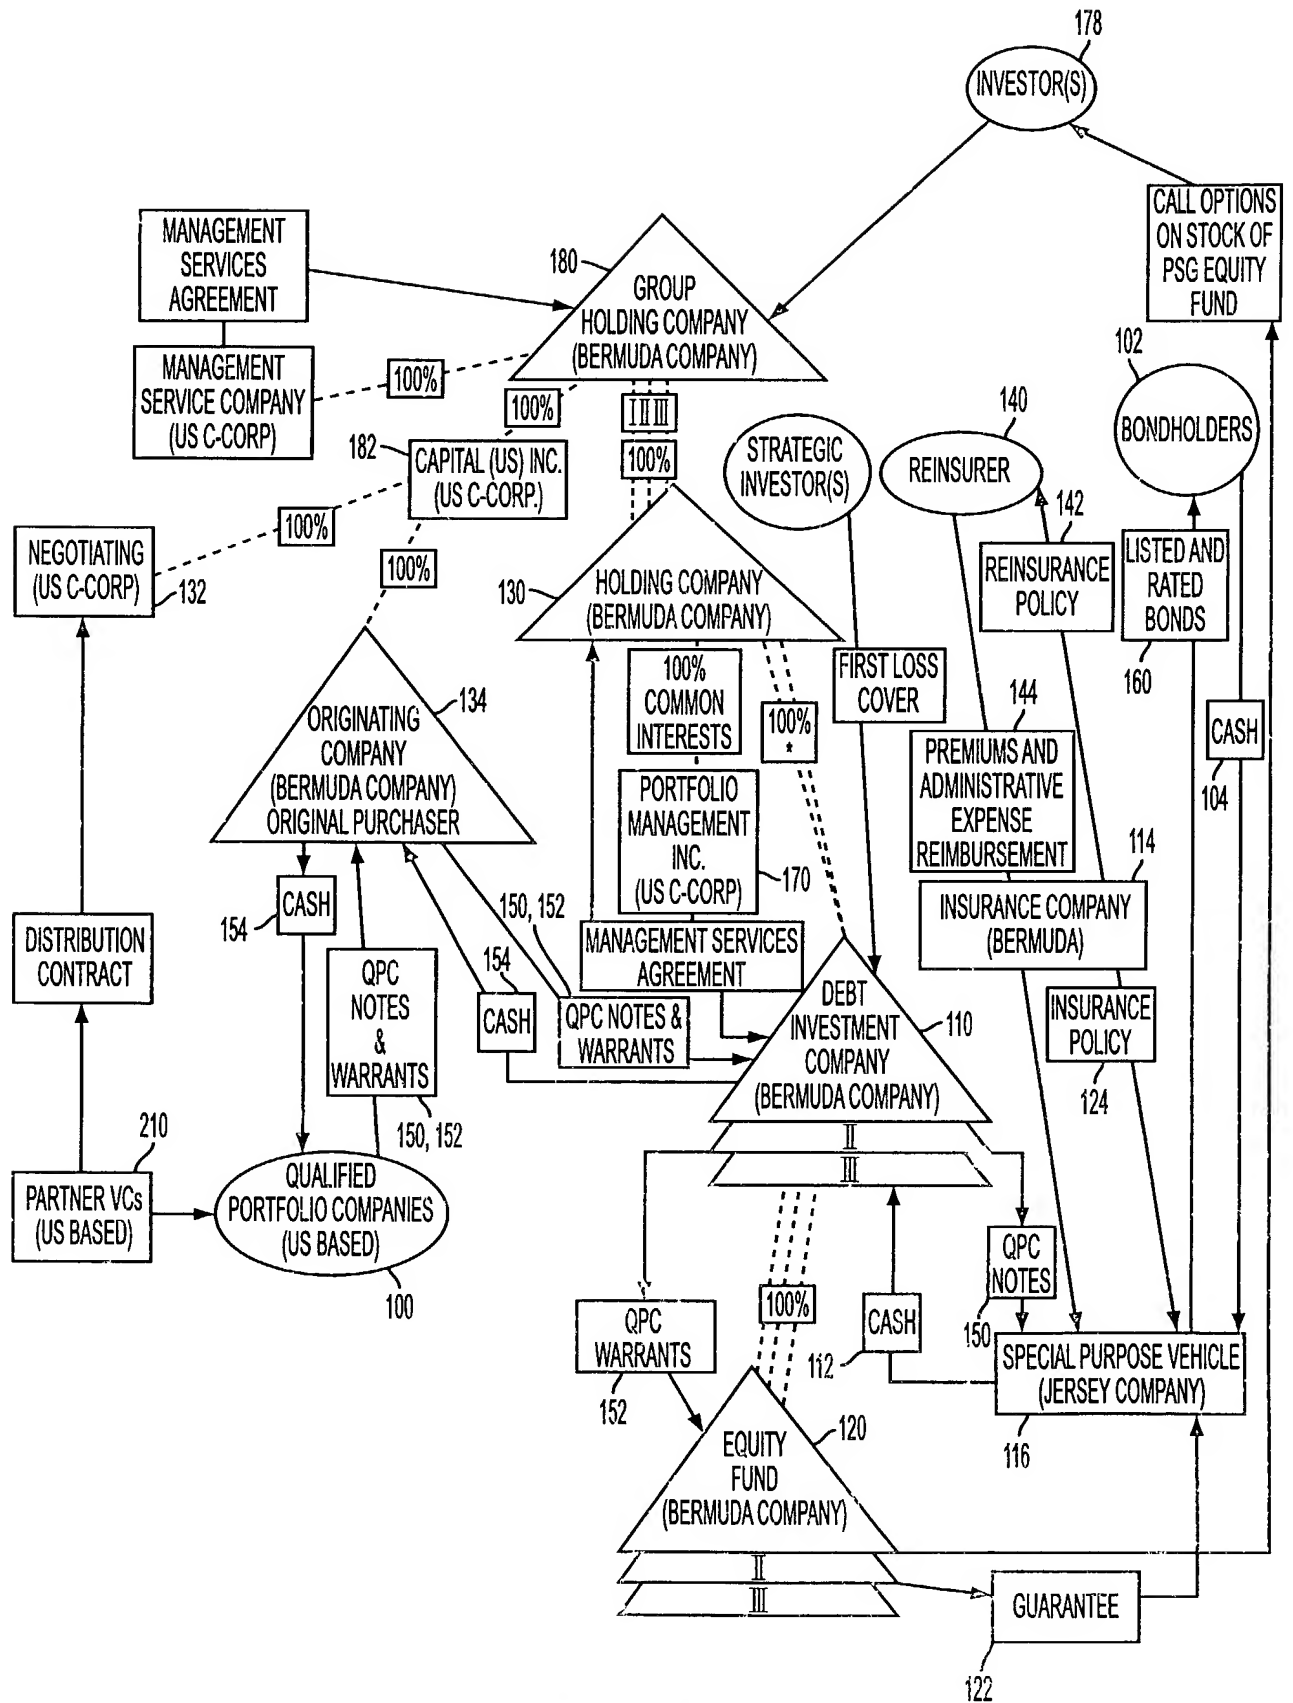 178
INVESTOR(S)
CALL OPTIONS
ON STOCK OF
PSG EQUITY
FUND
MANAGEMENT
SERVICES
AGREEMENT
180
GROUP
HOLDING COMPANY
(BERMUDA COMPANY)
MANAGEMENT
SERVICE COMPANY
(US C-CORP)
100%
100%
I II III
100%
102
BONDHOLDERS
182
CAPITAL (US) INC.
(US C-CORP.)
STRATEGIC
INVESTOR(S)
140
REINSURER
142
REINSURANCE
POLICY
LISTED AND
RATED
BONDS
160
NEGOTIATING
(US C-CORP)
132
100%
100%
130
HOLDING COMPANY
(BERMUDA COMPANY)
100%
COMMON
INTERESTS
100%
*
FIRST LOSS
COVER
CASH
104
134
ORIGINATING
COMPANY
(BERMUDA COMPANY)
ORIGINAL PURCHASER
PORTFOLIO
MANAGEMENT
INC.
(US C-CORP)
170
144
PREMIUMS AND
ADMINISTRATIVE
EXPENSE
REIMBURSEMENT
114
INSURANCE COMPANY
(BERMUDA)
CASH
154
150, 152
MANAGEMENT SERVICES
AGREEMENT
DISTRIBUTION
CONTRACT
QPC
NOTES
&
WARRANTS
150, 152
154
CASH
QPC NOTES &
WARRANTS
DEBT
INVESTMENT
COMPANY
(BERMUDA COMPANY)
110
II
III
INSURANCE
POLICY
124
210
PARTNER VCs
(US BASED)
QUALIFIED
PORTFOLIO COMPANIES
(US BASED)
100
QPC
NOTES
150
100%
CASH
112
QPC
WARRANTS
152
SPECIAL PURPOSE VEHICLE
(JERSEY COMPANY)
116
120
EQUITY
FUND
(BERMUDA COMPANY)
II
III
GUARANTEE
122